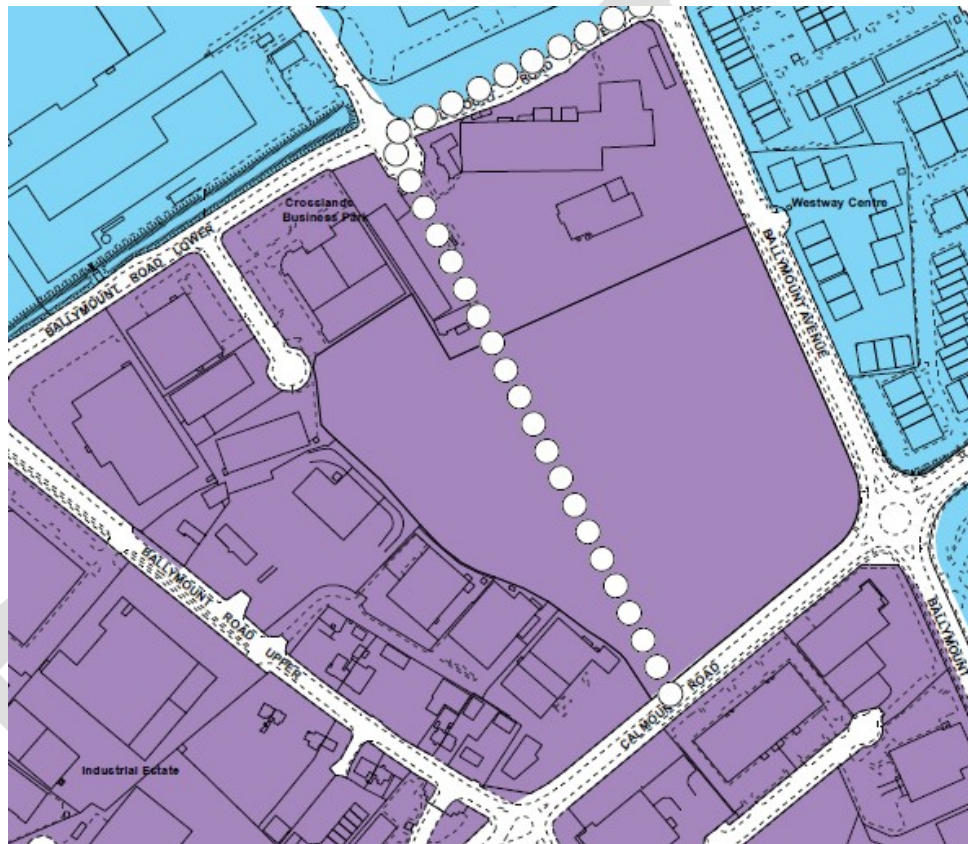 Crosslands
Business Park
Westway Centre
BALLYMOUNT ROAD LOWER
BALLYMOUNT AVENUE
BALLYMOUNT ROAD UPPER
CALMOUNT ROAD
BALLYMOUNT
Industrial Estate